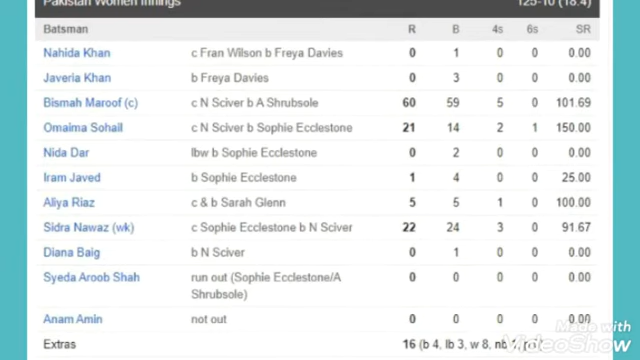 Pakistan Women Innings 125-10 (18.4)
Batsman R B 4s 6s SR
Nahida Khan c Fran Wilson b Freya Davies 0 1 0 0 0.00
Javeria Khan b Freya Davies 0 3 0 0 0.00
Bismah Maroof (c) c N Sciver b A Shrubsole 60 59 5 0 101.69
Omaima Sohail c N Sciver b Sophie Ecclestone 21 14 2 1 150.00
Nida Dar lbw b Sophie Ecclestone 0 2 0 0 0.00
Iram Javed b Sophie Ecclestone 1 4 0 0 25.00
Aliya Riaz c & b Sarah Glenn 5 5 1 0 100.00
Sidra Nawaz (wk) c Sophie Ecclestone b N Sciver 22 24 3 0 91.67
Diana Baig b N Sciver 0 1 0 0 0.00
Syeda Aroob Shah run out (Sophie Ecclestone/A 0 0 0 0 0.00
Shrubsole)
Anam Amin not out 0 0 0 0 0.00
Extras 16 (b 4, lb 3, w 8, nb
Made with
VideoShow